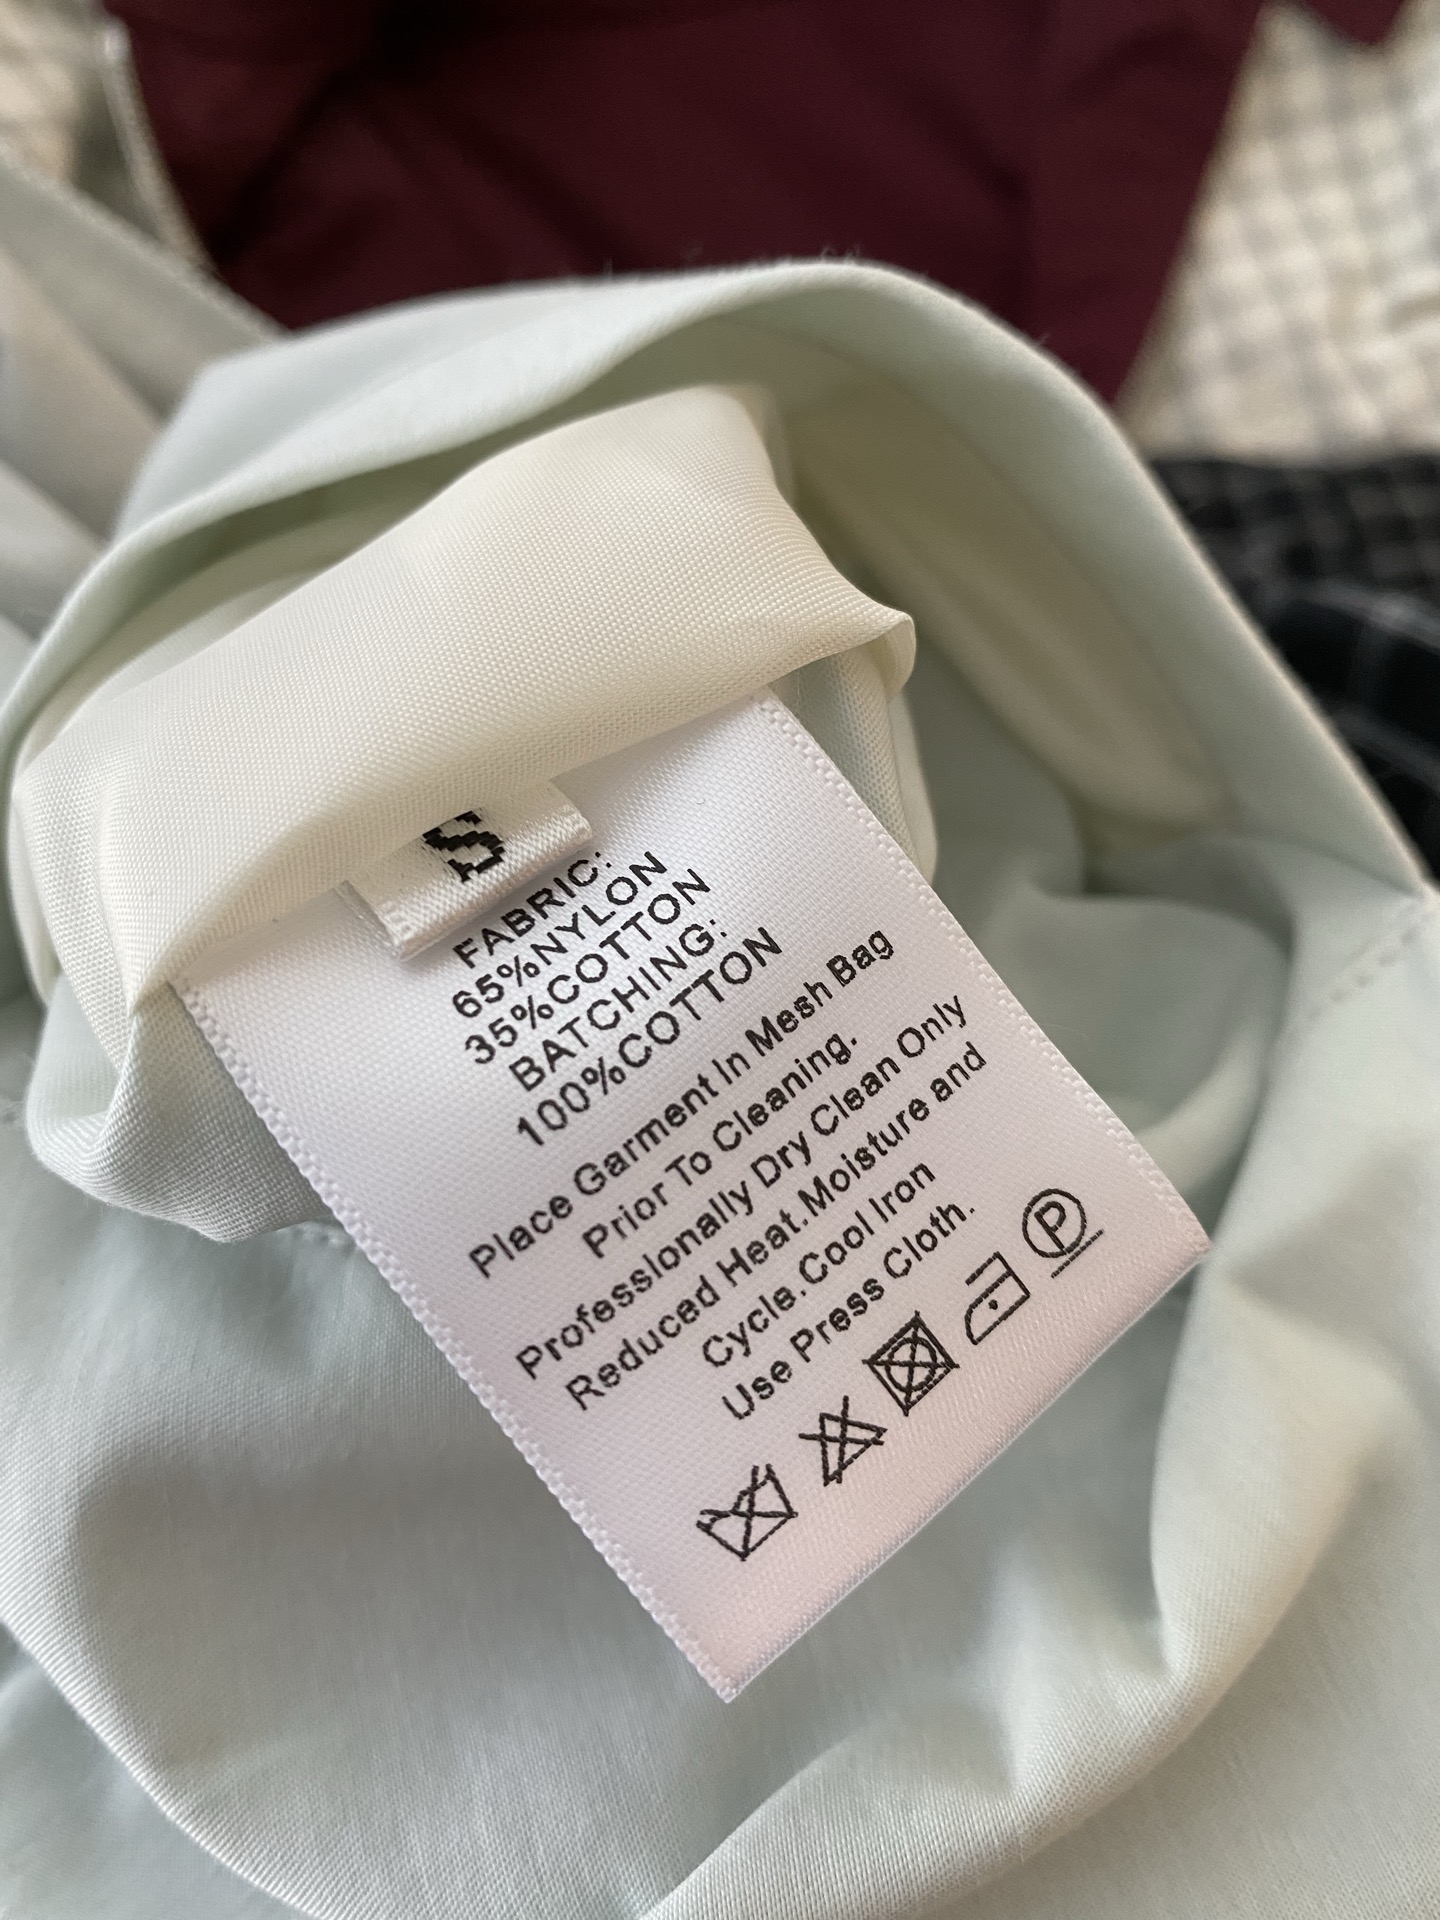 S
FABRIC:
65%NYLON
35%COTTON
BATCHING:
100%COTTON
Place Garment In Mesh Bag
Prior To Cleaning.
Professionally Dry Clean Only
Reduced Heat.Moisture and
Cycle.Cool Iron
Use Press Cloth.
P